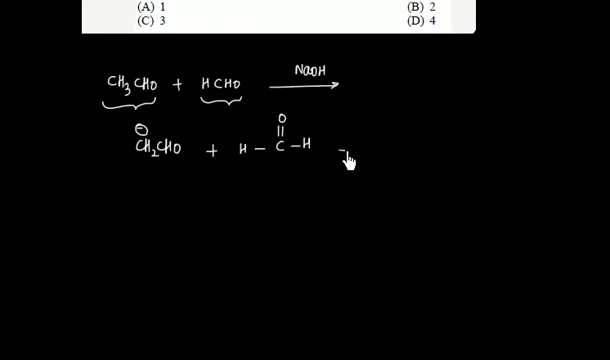 (A) 1 (B) 2
(C) 3 (D) 4
CH₃CHO + HCHO NaOH ⟶
⊖
CH₂CHO + H – C – H
O
||